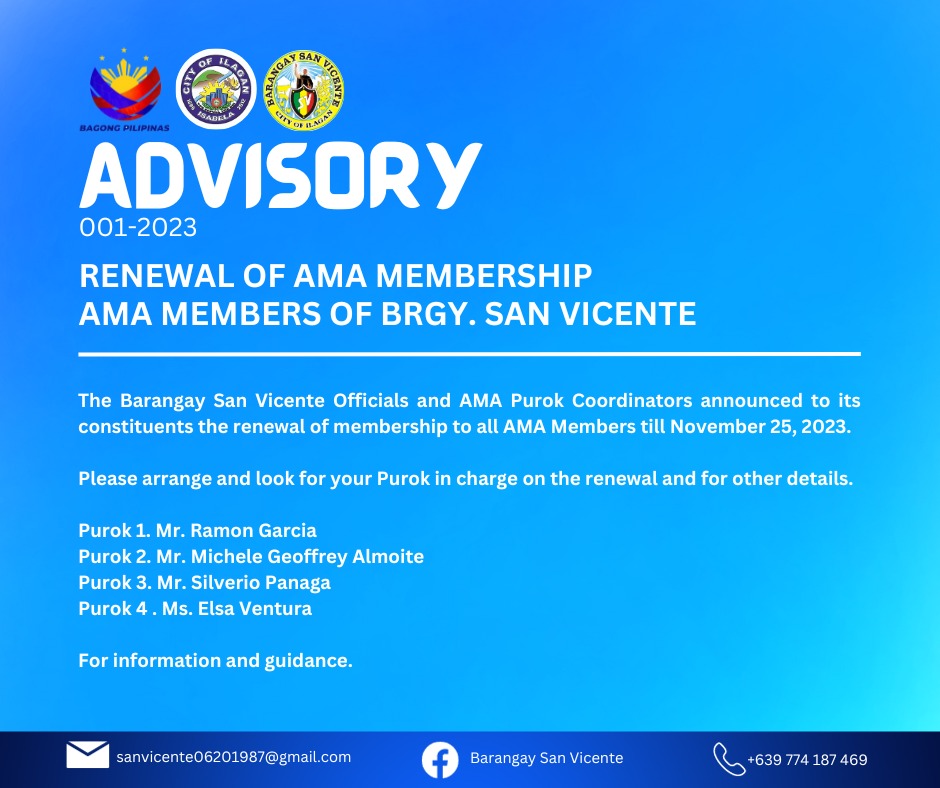 BAGONG PILIPINAS
CITY OF ILAGAN
ISABELA
BARANGAY SAN VICENTE
CITY OF ILAGAN
ADVISORY
001-2023
RENEWAL OF AMA MEMBERSHIP
AMA MEMBERS OF BRGY. SAN VICENTE
The Barangay San Vicente Officials and AMA Purok Coordinators announced to its
constituents the renewal of membership to all AMA Members till November 25, 2023.
Please arrange and look for your Purok in charge on the renewal and for other details.
Purok 1. Mr. Ramon Garcia
Purok 2. Mr. Michele Geoffrey Almoite
Purok 3. Mr. Silverio Panaga
Purok 4 . Ms. Elsa Ventura
For information and guidance.
sanvicente06201987@gmail.com
Barangay San Vicente
+639 774 187 469